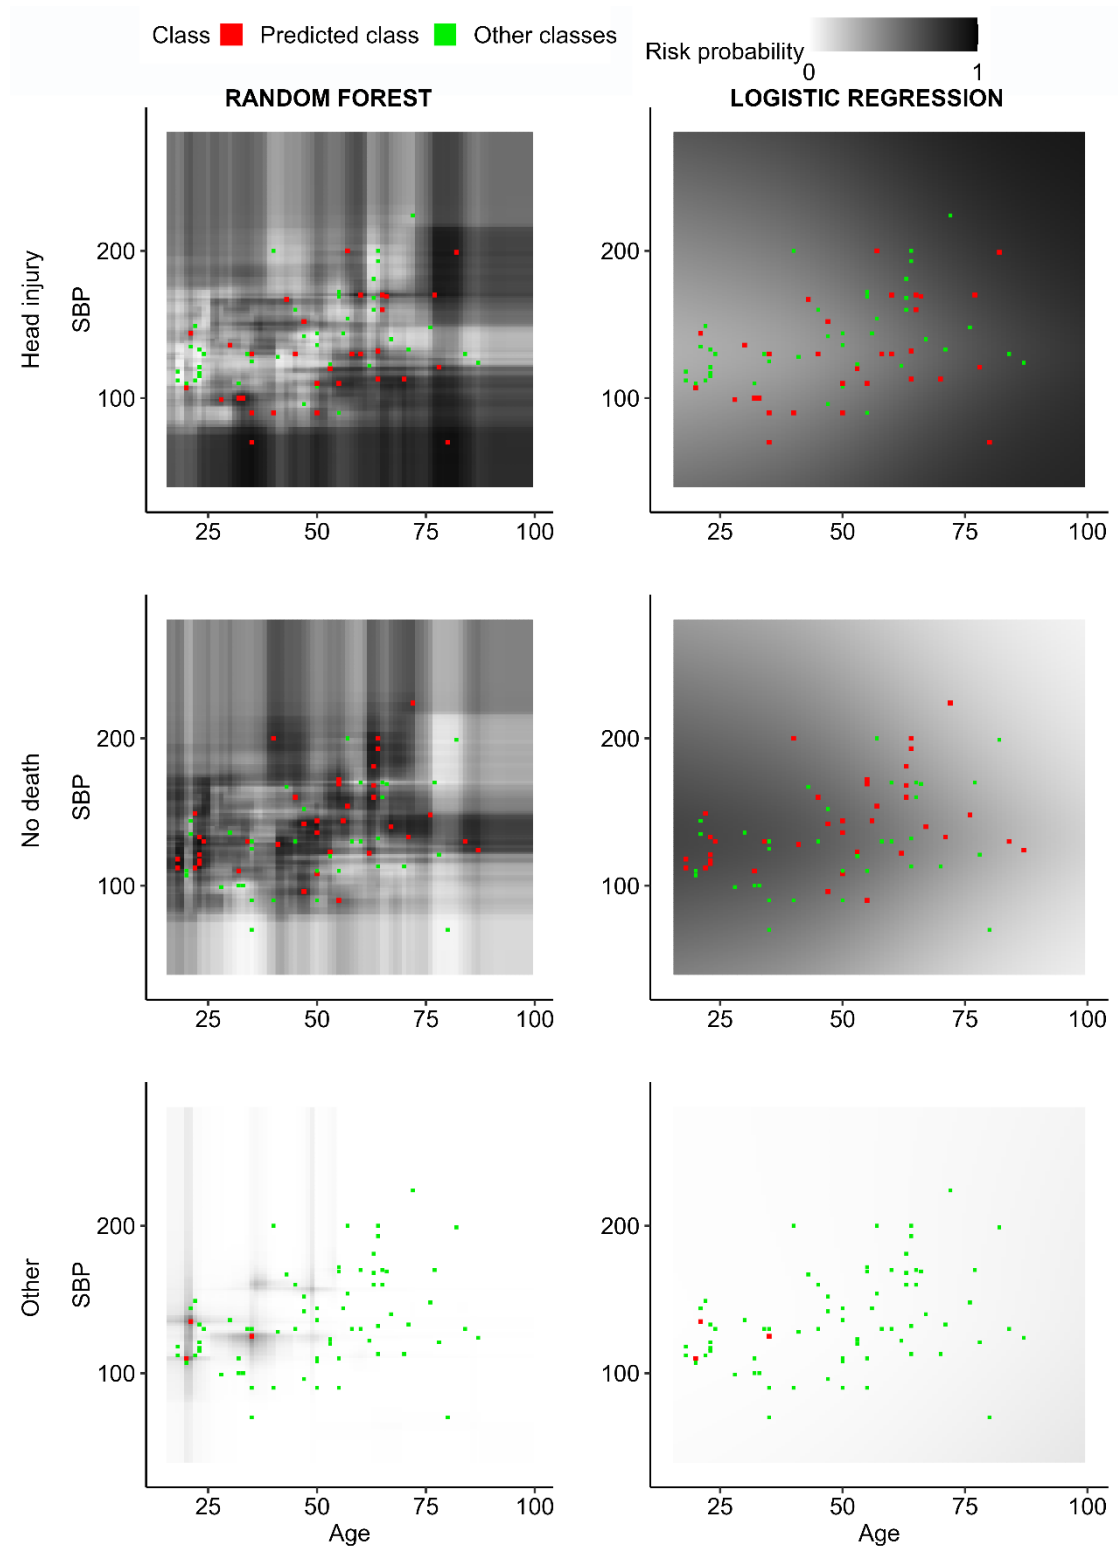 Class Predicted class Other classes
Risk probability
0 1
RANDOM FOREST LOGISTIC REGRESSION
Head injury
SBP
200
100
25 50 75 100
200
100
25 50 75 100
No death
SBP
200
100
25 50 75 100
200
100
25 50 75 100
Other
SBP
200
100
25 50 75 100
Age
200
100
25 50 75 100
Age